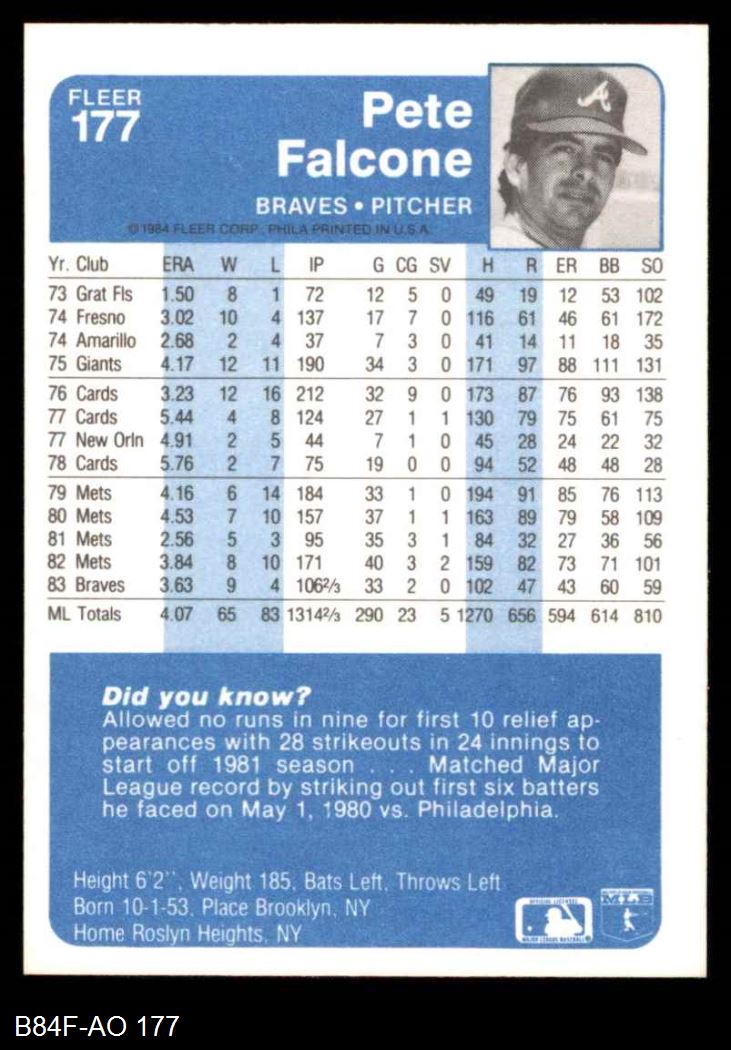 FLEER
177
Pete
Falcone
BRAVES • PITCHER
©1984 FLEER CORP. PHILA PRINTED IN U.S.A.
Yr. Club ERA W L IP G CG SV H R ER BB SO
73 Grat Fls 1.50 8 1 72 12 5 0 49 19 12 53 102
74 Fresno 3.02 10 4 137 17 7 0 116 61 46 61 172
74 Amarillo 2.68 2 4 37 7 3 0 41 14 11 18 35
75 Giants 4.17 12 11 190 34 3 0 171 97 88 111 131
76 Cards 3.23 12 16 212 32 9 0 173 87 76 93 138
77 Cards 5.44 4 8 124 27 1 1 130 79 75 61 75
77 New Orln 4.91 2 5 44 7 1 0 45 28 24 22 32
78 Cards 5.76 2 7 75 19 0 0 94 52 48 48 28
79 Mets 4.16 6 14 184 33 1 0 194 91 85 76 113
80 Mets 4.53 7 10 157 37 1 1 163 89 79 58 109
81 Mets 2.56 5 3 95 35 3 1 84 32 27 36 56
82 Mets 3.84 8 10 171 40 3 2 159 82 73 71 101
83 Braves 3.63 9 4 106²/₃ 33 2 0 102 47 43 60 59
ML Totals 4.07 65 83 1314²/₃ 290 23 5 1270 656 594 614 810
Did you know?
Allowed no runs in nine for first 10 relief ap-
pearances with 28 strikeouts in 24 innings to
start off 1981 season . . . Matched Major
League record by striking out first six batters
he faced on May 1, 1980 vs. Philadelphia.
Height 6'2'', Weight 185, Bats Left, Throws Left
Born 10-1-53, Place Brooklyn, NY
Home Roslyn Heights, NY
MAJOR LEAGUE BASEBALL
MLB
B84F-AO 177